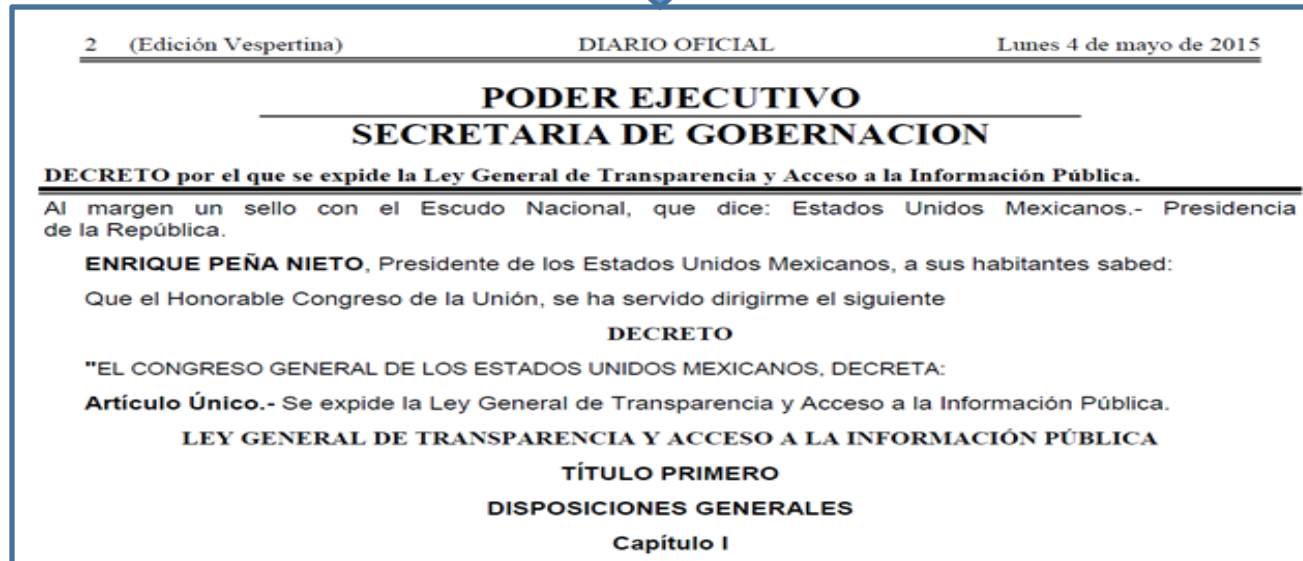 2 (Edición Vespertina) DIARIO OFICIAL Lunes 4 de mayo de 2015
PODER EJECUTIVO
SECRETARIA DE GOBERNACION
DECRETO por el que se expide la Ley General de Transparencia y Acceso a la Información Pública.
Al margen un sello con el Escudo Nacional, que dice: Estados Unidos Mexicanos.- Presidencia
de la República.
ENRIQUE PEÑA NIETO, Presidente de los Estados Unidos Mexicanos, a sus habitantes sabed:
Que el Honorable Congreso de la Unión, se ha servido dirigirme el siguiente
DECRETO
"EL CONGRESO GENERAL DE LOS ESTADOS UNIDOS MEXICANOS, DECRETA:
Artículo Único.- Se expide la Ley General de Transparencia y Acceso a la Información Pública.
LEY GENERAL DE TRANSPARENCIA Y ACCESO A LA INFORMACIÓN PÚBLICA
TÍTULO PRIMERO
DISPOSICIONES GENERALES
Capítulo I